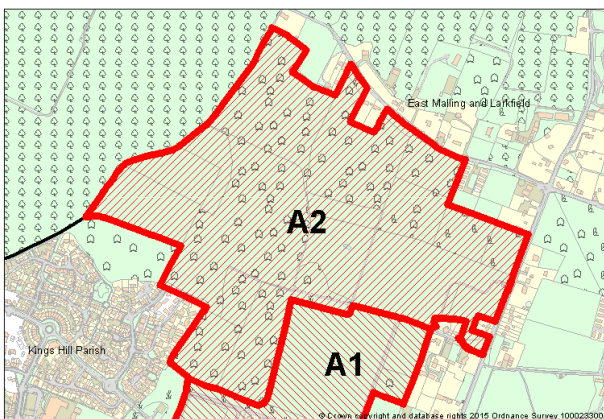 East Malling and Larkfield
A2
Kings Hill Parish
A1
© Crown copyright and database rights 2015 Ordnance Survey 100023300